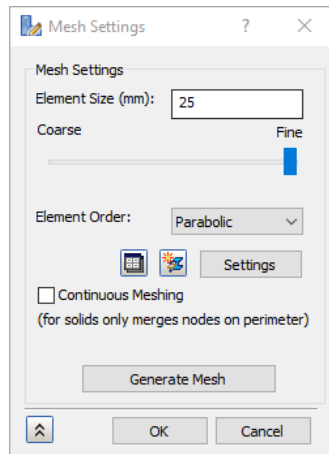 Mesh Settings ?
Mesh Settings
Element Size (mm): 25
Coarse Fine
Element Order: Parabolic
Settings
Continuous Meshing
(for solids only merges nodes on perimeter)
Generate Mesh
OK Cancel